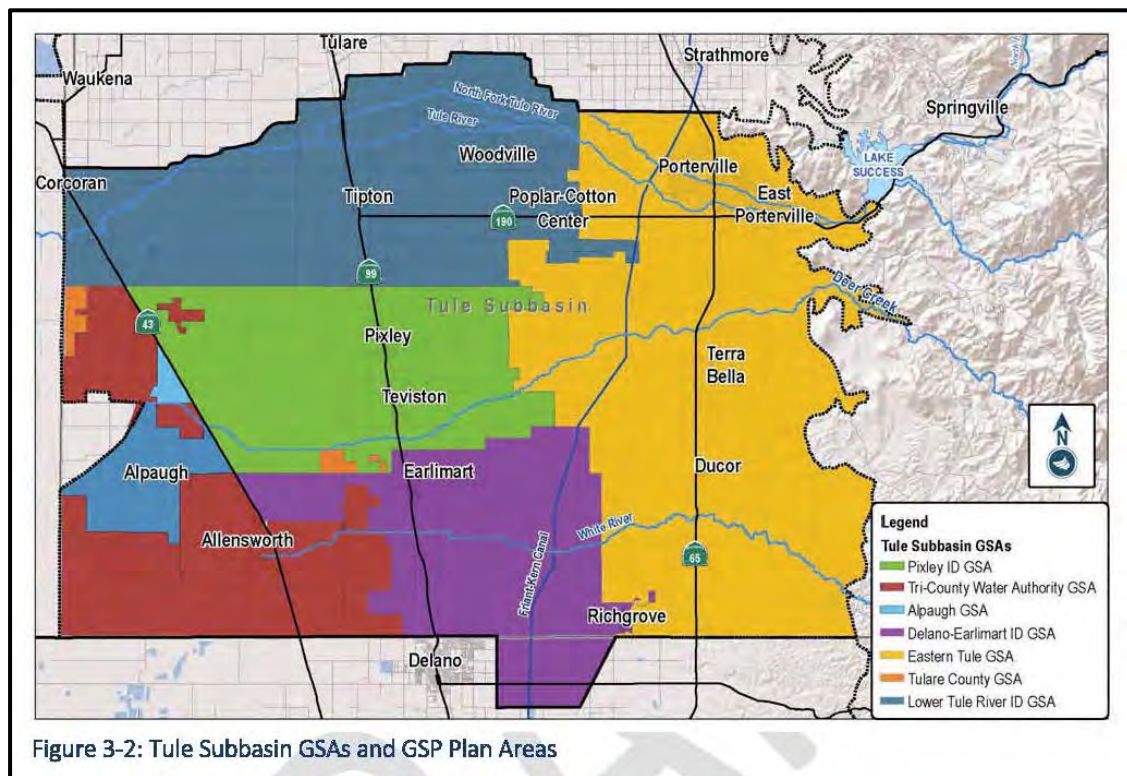 Tulare
Strathmore
Waukena
North F
North Fork Tule River
Springville
Tule River
Woodville
Porterville
LAKE
SUCCESS
Corcoran
Tipton
Poplar-Cotton
Center
East
Porterville
190
99
Tule Subbasin
Deer Creek
43
Pixley
Terra
Bella
Teviston
N
Alpaugh
Earlimart
Ducor
Allensworth
White River
65
Friant-Kern Canal
Richgrove
Delano
Legend
Tule Subbasin GSAs
Pixley ID GSA
Tri-County Water Authority GSA
Alpaugh GSA
Delano-Earlimart ID GSA
Eastern Tule GSA
Tulare County GSA
Lower Tule River ID GSA
Figure 3-2: Tule Subbasin GSAs and GSP Plan Areas